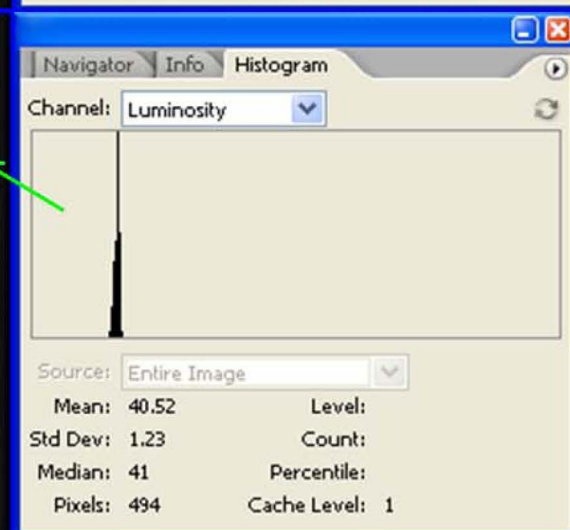 Navigator Info Histogram
Channel: Luminosity
Source: Entire Image
Mean: 40.52 Level:
Std Dev: 1.23 Count:
Median: 41 Percentile:
Pixels: 494 Cache Level: 1